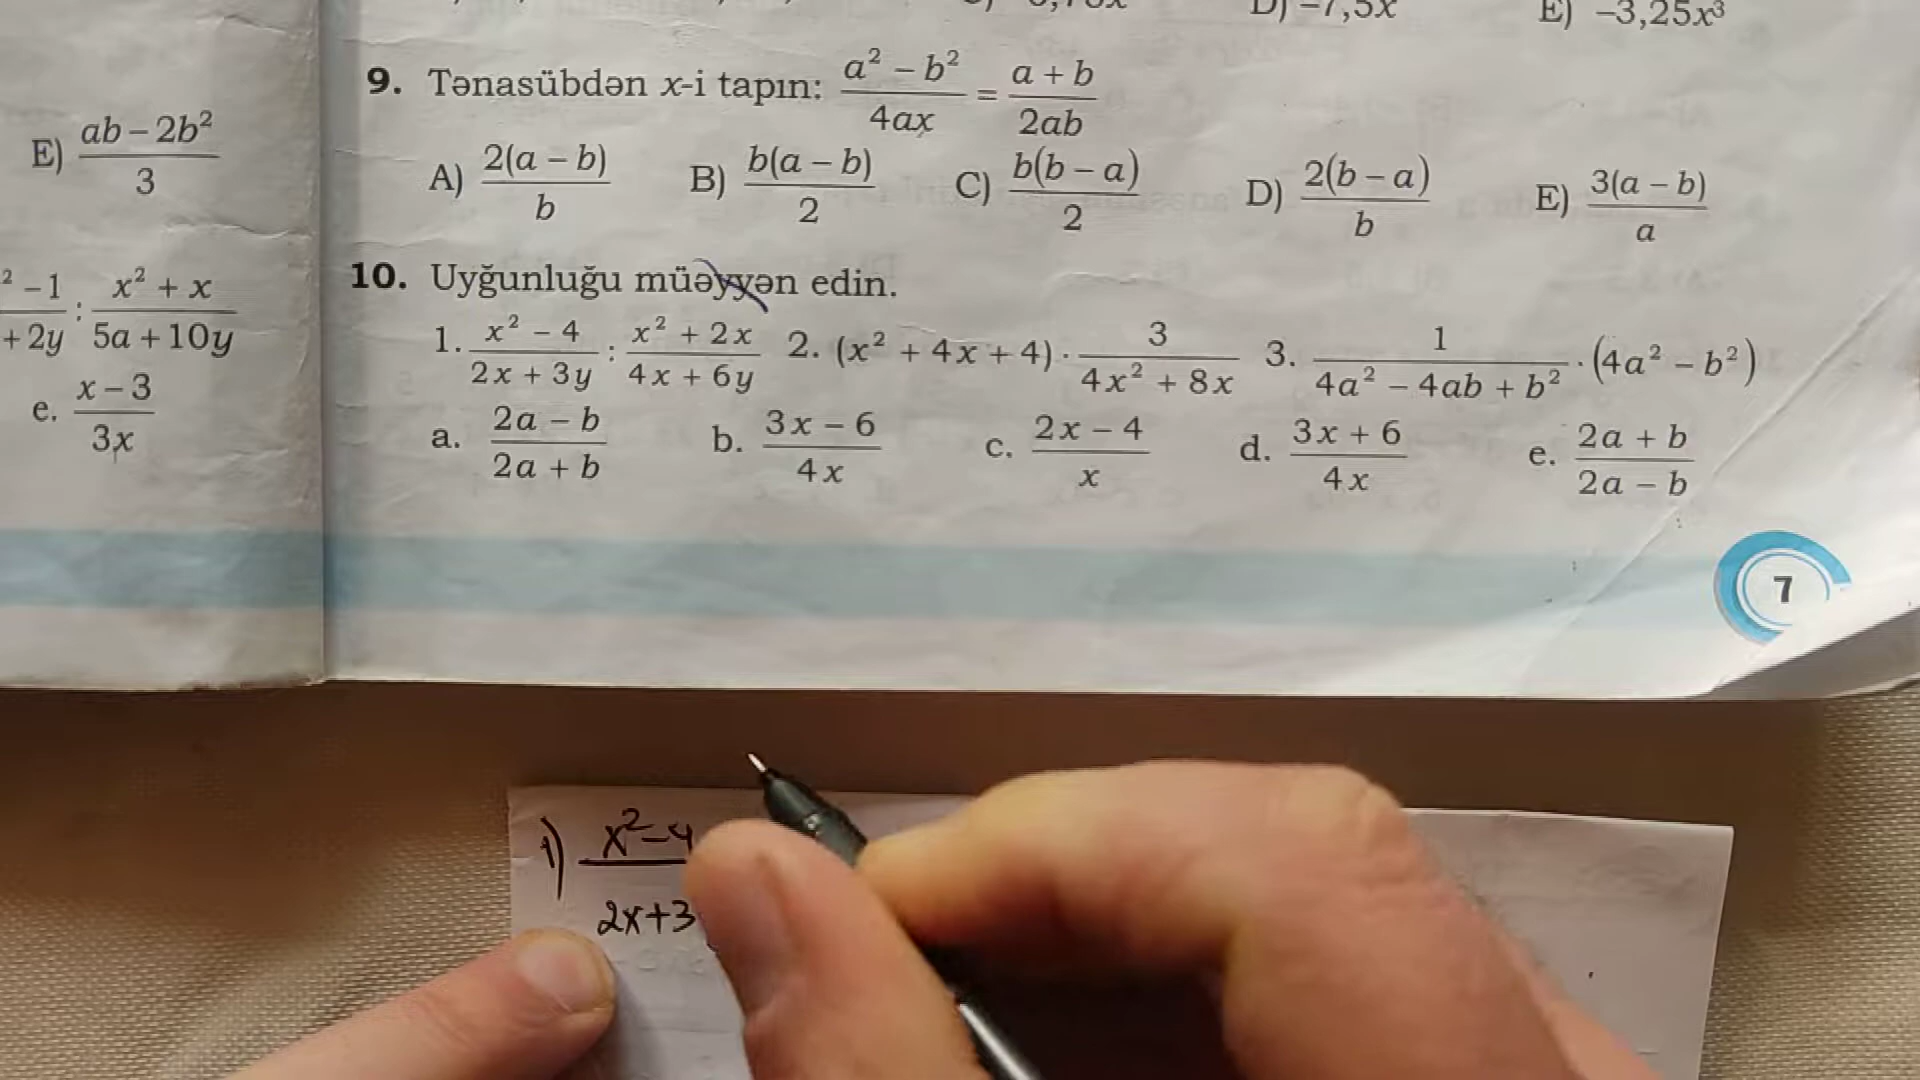 D) −7,5x E) −3,25x³
9. Tənasübdən x-i tapın: (a² − b²)/(4ax) = (a + b)/(2ab)
A) 2(a − b)/b B) b(a − b)/2 C) b(b − a)/2 D) 2(b − a)/b E) 3(a − b)/a
10. Uyğunluğu müəyyən edin.
1. (x² − 4)/(2x + 3y) : (x² + 2x)/(4x + 6y) 2. (x² + 4x + 4) · 3/(4x² + 8x) 3. 1/(4a² − 4ab + b²) · (4a² − b²)
a. (2a − b)/(2a + b) b. (3x − 6)/(4x) c. (2x − 4)/x d. (3x + 6)/(4x) e. (2a + b)/(2a − b)
7
E) (ab − 2b²)/3
² − 1/+ 2y : (x² + x)/(5a + 10y)
e. (x − 3)/(3x)
1) x²−4
2x+3